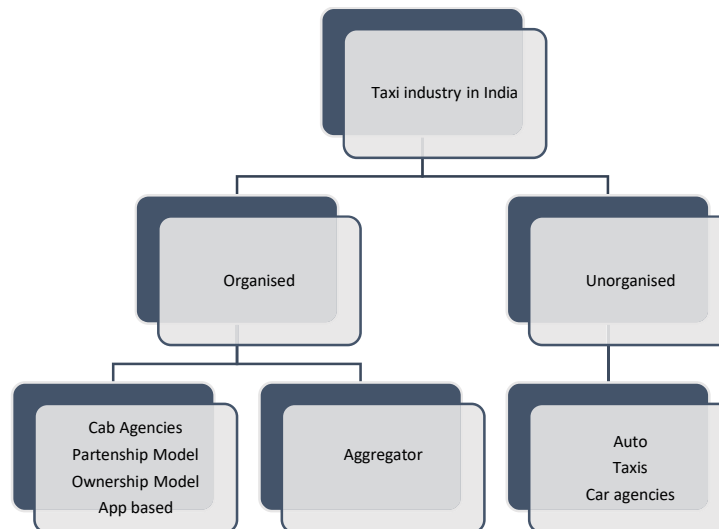 Taxi industry in India
Organised
Unorganised
Cab Agencies
Partenship Model
Ownership Model
App based
Aggregator
Auto
Taxis
Car agencies